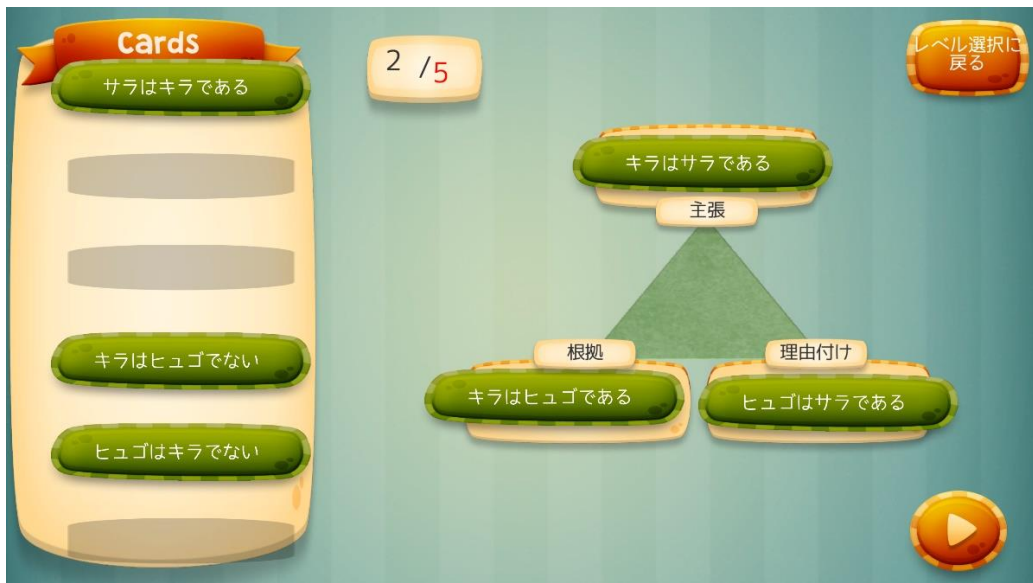 Cards
サラはキラである
キラはヒュゴでない
ヒュゴはキラでない
2 /5
レベル選択に
戻る
キラはサラである
主張
根拠
理由付け
キラはヒュゴである
ヒュゴはサラである